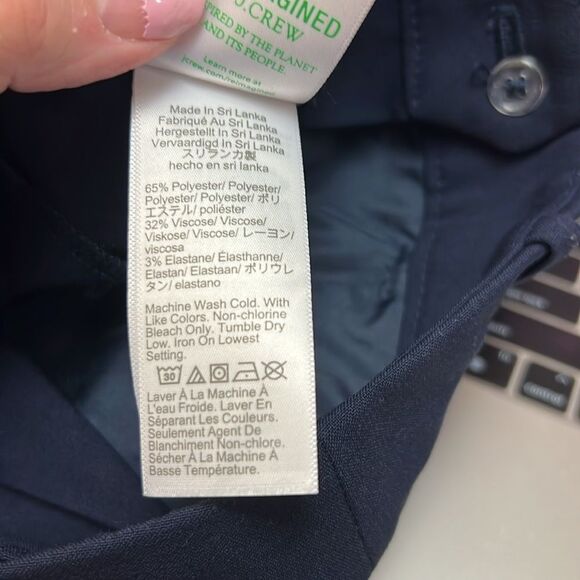 J.CREW
BY THE PLANET
AND ITS PEOPLE.
Learn more at
jcrew.com/reimagined
Made In Sri Lanka
Fabriqué Au Sri Lanka
Hergestellt In Sri Lanka
Vervaardigd in Sri Lanka
スリランカ製
hecho en sri lanka
65% Polyester/ Polyester/
Polyester/ Polyester/ ポリ
エステル/ poliéster
32% Viscose/ Viscose/
Viskose/ Viscose/ レーヨン/
viscosa
3% Elastane/ Élasthanne/
Elastan/ Elastaan/ ポリウレ
タン/ elastano
Machine Wash Cold. With
Like Colors. Non-chlorine
Bleach Only. Tumble Dry
Low. Iron On Lowest
Setting.
30
Laver À La Machine À
L'eau Froide. Laver En
Séparant Les Couleurs.
Seulement Agent De
Blanchiment Non-chlore.
Sécher À La Machine À
Basse Température.
control